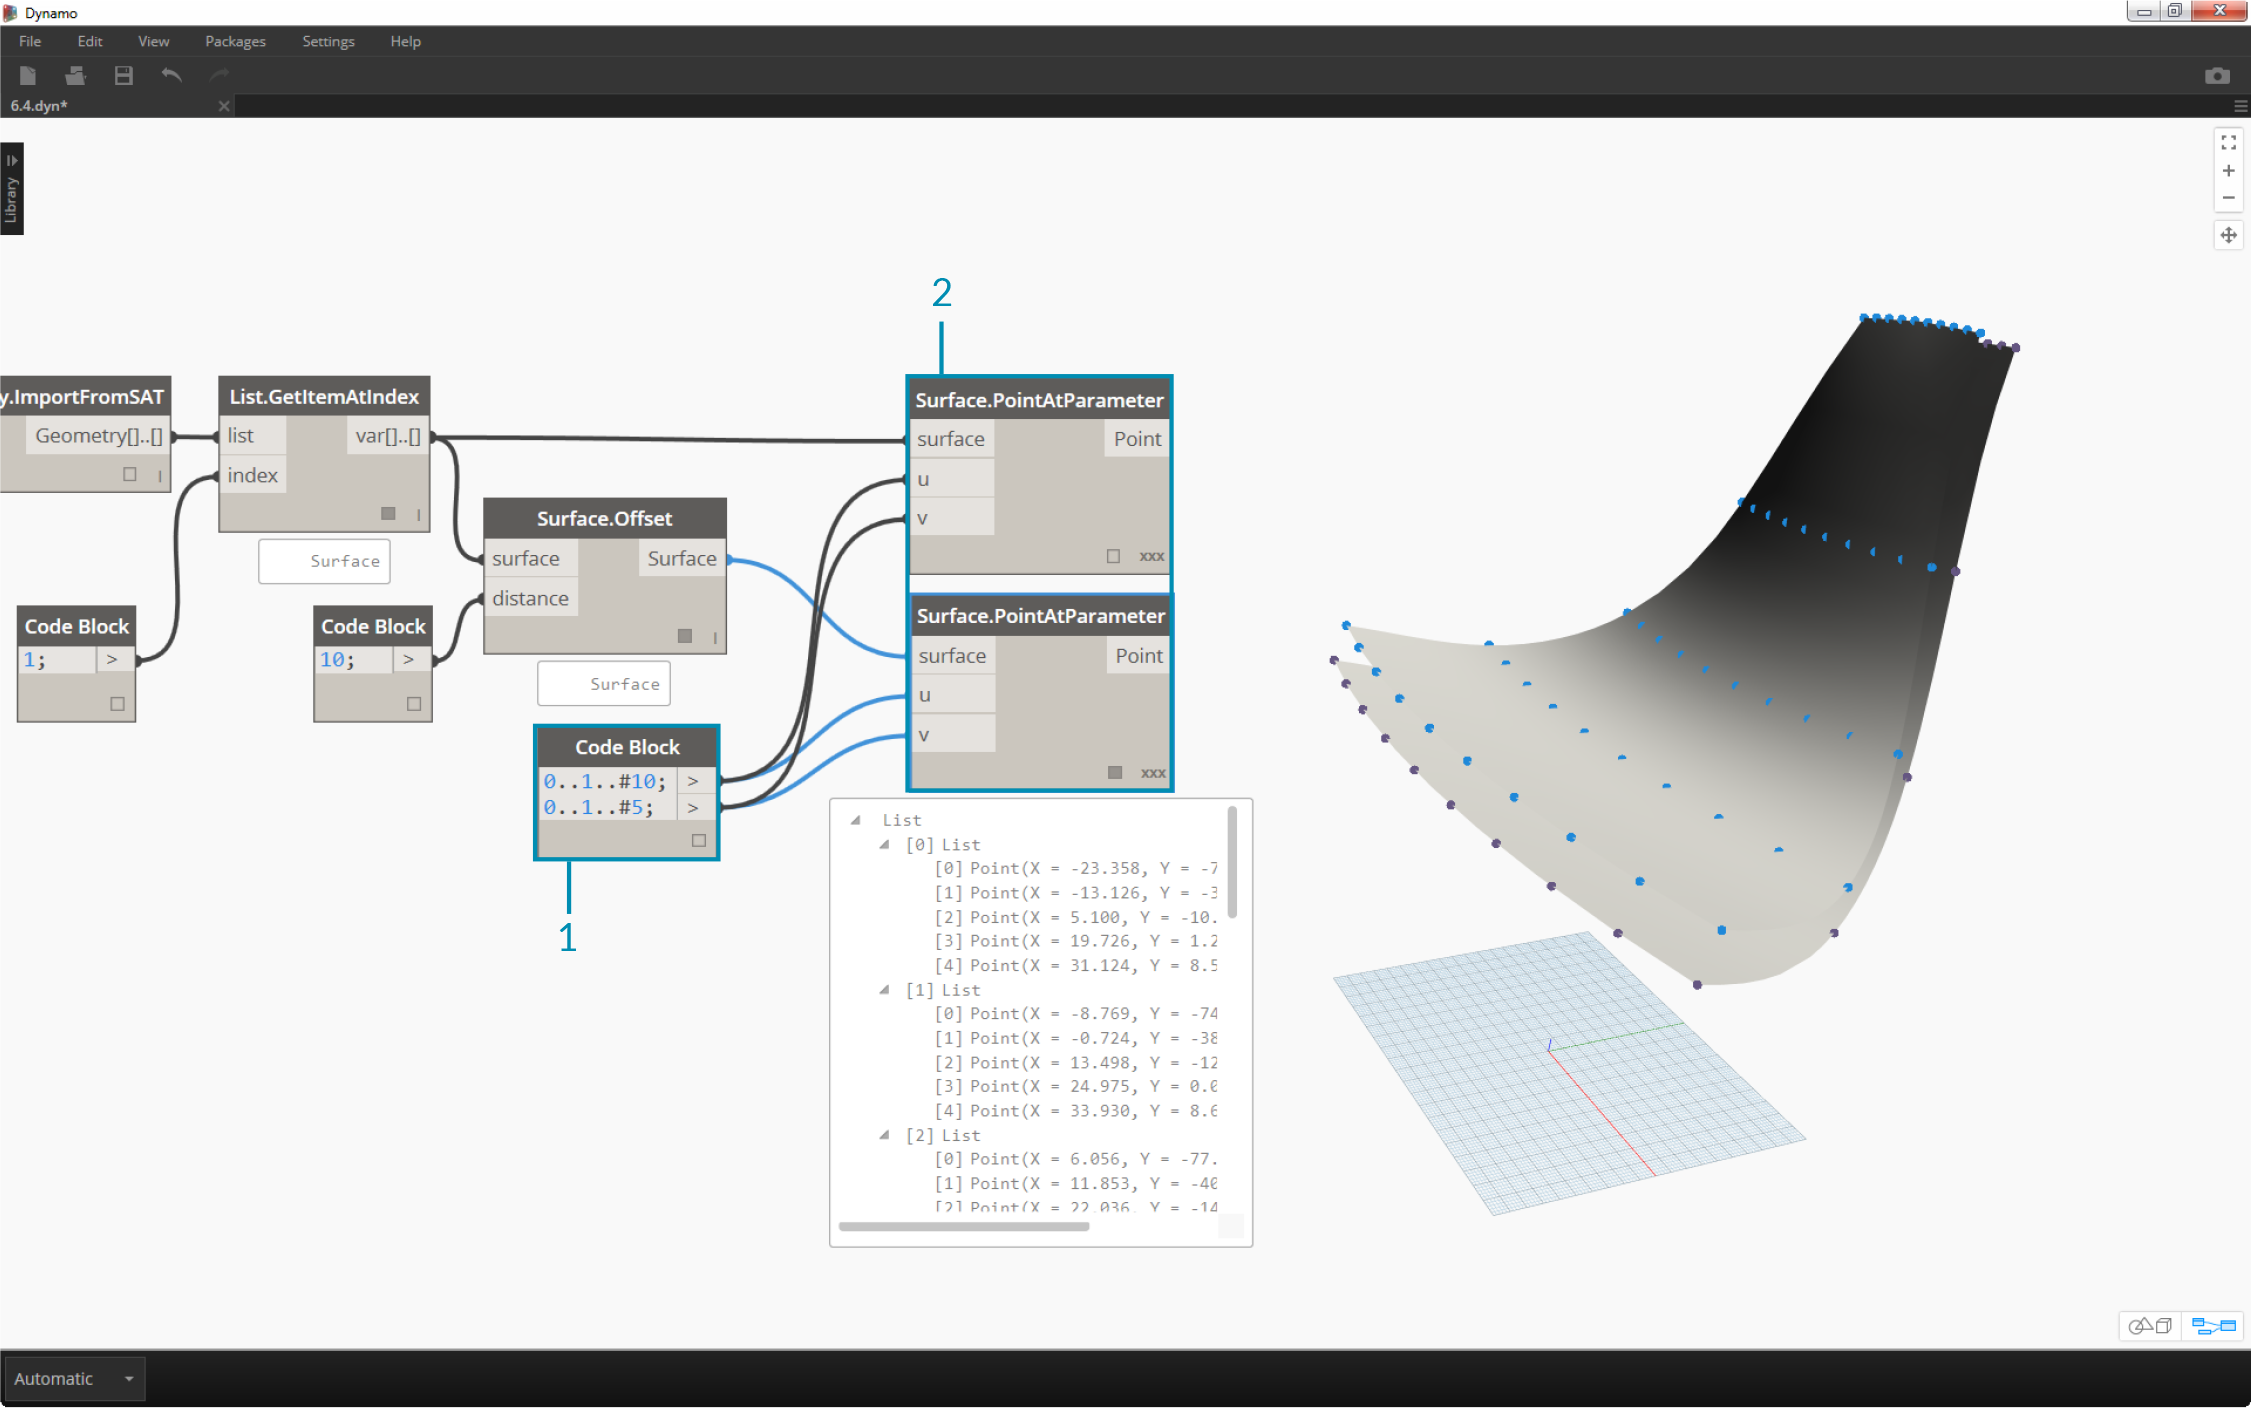 Dynamo
File Edit View Packages Settings Help
6.4.dyn*
Library
2
y.ImportFromSAT
Geometry[]..[]
List.GetItemAtIndex
list var[]..[]
index
Surface
Code Block
1; >
Code Block
10; >
Surface.Offset
surface Surface
distance
Surface
Code Block
0..1..#10; >
0..1..#5; >
1
Surface.PointAtParameter
surface Point
u
v
xxx
Surface.PointAtParameter
surface Point
u
v
xxx
List
[0] List
[0] Point(X = -23.358, Y = -7
[1] Point(X = -13.126, Y = -3
[2] Point(X = 5.100, Y = -10.
[3] Point(X = 19.726, Y = 1.2
[4] Point(X = 31.124, Y = 8.5
[1] List
[0] Point(X = -8.769, Y = -74
[1] Point(X = -0.724, Y = -38
[2] Point(X = 13.498, Y = -12
[3] Point(X = 24.975, Y = 0.0
[4] Point(X = 33.930, Y = 8.6
[2] List
[0] Point(X = 6.056, Y = -77.
[1] Point(X = 11.853, Y = -40
[2] Point(X = 22.036, Y = -14
Automatic